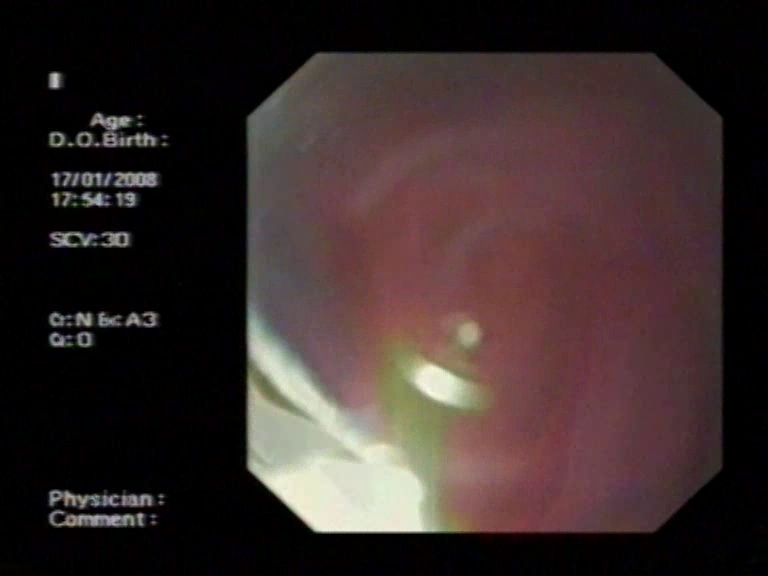 Age:
D.O.Birth:
17/01/2008
17:54:19
SCV:30
Physician:
Comment: